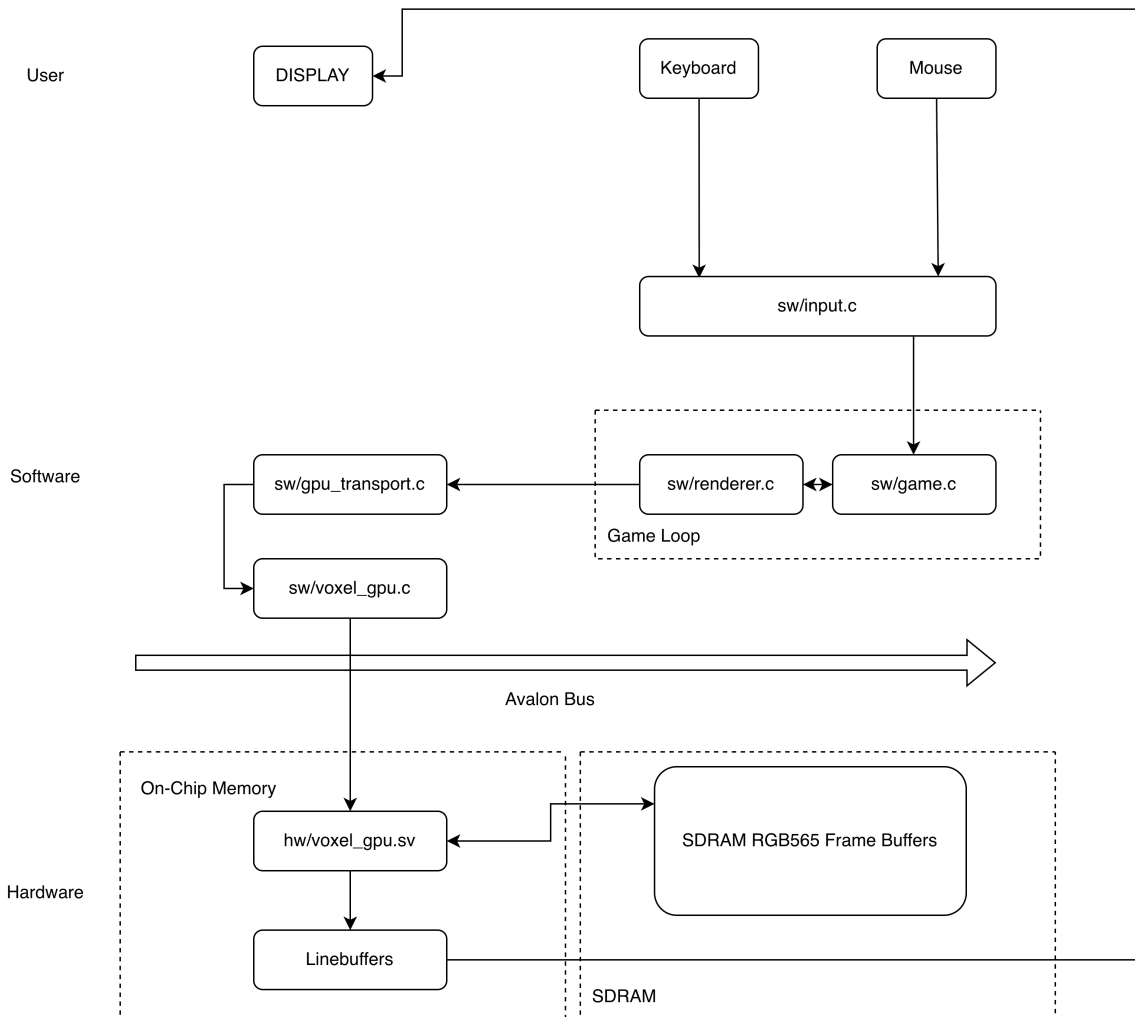 User
DISPLAY
Keyboard
Mouse
sw/input.c
Software
sw/gpu_transport.c
sw/renderer.c
sw/game.c
Game Loop
sw/voxel_gpu.c
Avalon Bus
On-Chip Memory
hw/voxel_gpu.sv
SDRAM RGB565 Frame Buffers
Hardware
Linebuffers
SDRAM